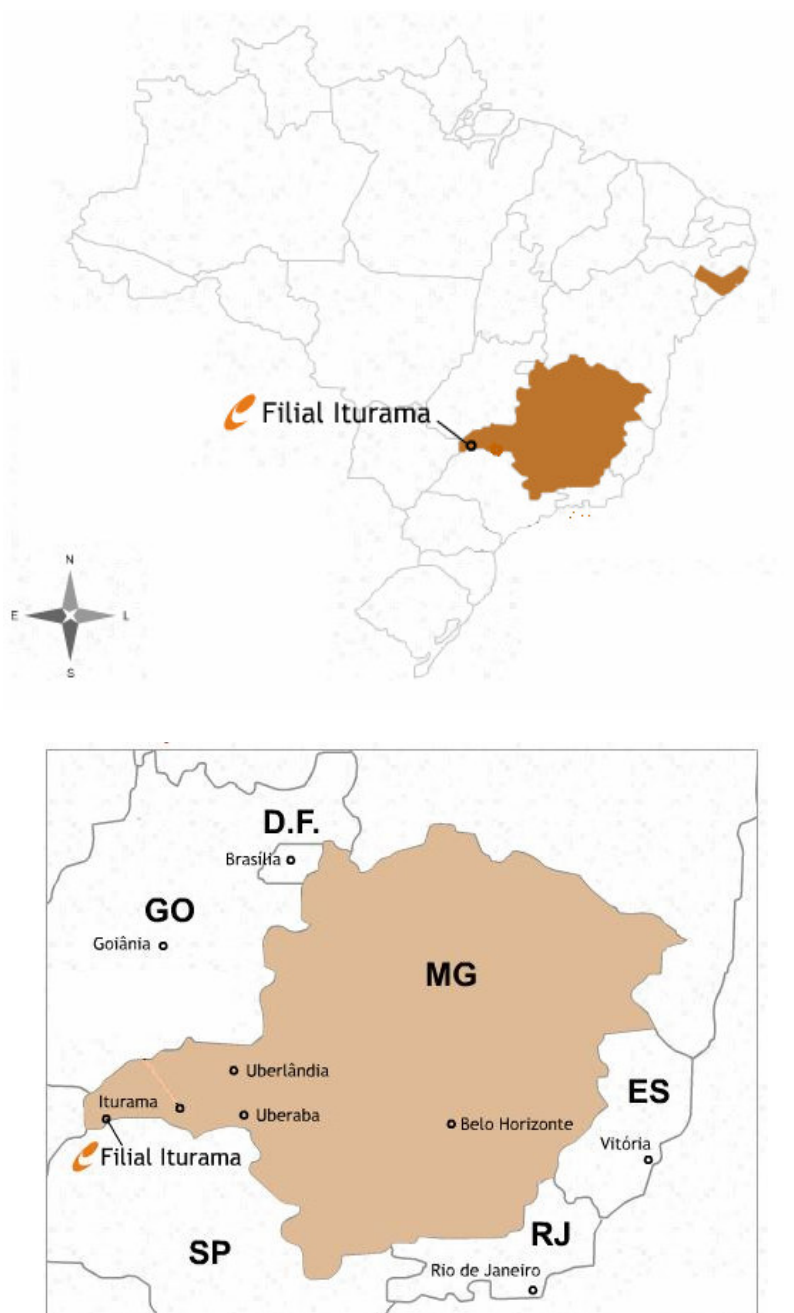 Filial Iturama
N
E
L
S
D.F.
Brasília
GO
Goiânia
MG
Uberlândia
Iturama
Uberaba
ES
Belo Horizonte
Vitória
Filial Iturama
RJ
SP
Rio de Janeiro